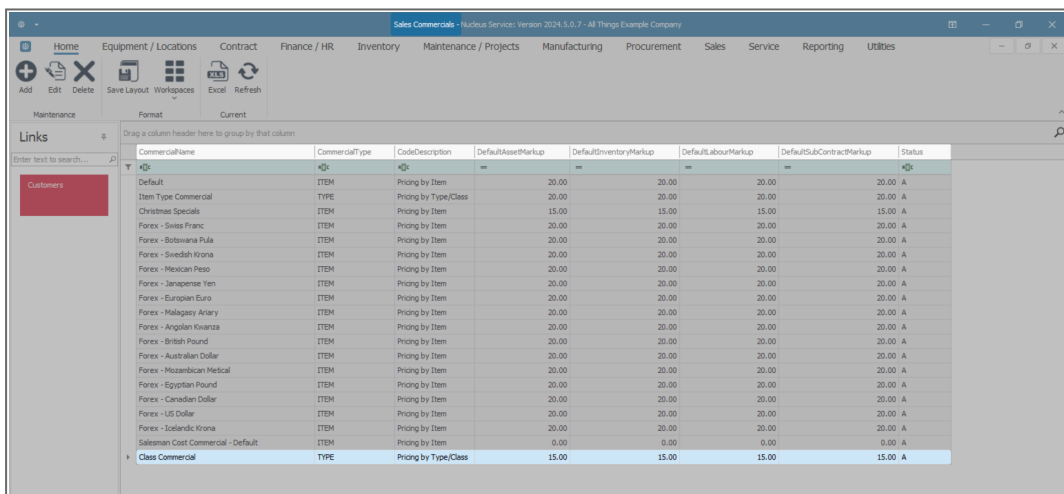 Sales Commercials - Nucleus Service: Version 2024.5.0.7 - All Things Example Company
Home Equipment / Locations Contract Finance / HR Inventory Maintenance / Projects Manufacturing Procurement Sales Service Reporting Utilities
XLS
Add Edit Delete Save Layout Workspaces Excel Refresh
Maintenance Format Current
Links
Drag a column header here to group by that column
Enter text to search...
Customers
CommercialName CommercialType CodeDescription DefaultAssetMarkup DefaultInventoryMarkup DefaultLabourMarkup DefaultSubContractMarkup Status
= = = =
Default ITEM Pricing by Item 20.00 20.00 20.00 20.00 A
Item Type Commercial TYPE Pricing by Type/Class 20.00 20.00 20.00 20.00 A
Christmas Specials ITEM Pricing by Item 15.00 15.00 15.00 15.00 A
Forex - Swiss Franc ITEM Pricing by Item 20.00 20.00 20.00 20.00 A
Forex - Botswana Pula ITEM Pricing by Item 20.00 20.00 20.00 20.00 A
Forex - Swedish Krona ITEM Pricing by Item 20.00 20.00 20.00 20.00 A
Forex - Mexican Peso ITEM Pricing by Item 20.00 20.00 20.00 20.00 A
Forex - Janapense Yen ITEM Pricing by Item 20.00 20.00 20.00 20.00 A
Forex - Europian Euro ITEM Pricing by Item 20.00 20.00 20.00 20.00 A
Forex - Malagasy Ariary ITEM Pricing by Item 20.00 20.00 20.00 20.00 A
Forex - Angolan Kwanza ITEM Pricing by Item 20.00 20.00 20.00 20.00 A
Forex - British Pound ITEM Pricing by Item 20.00 20.00 20.00 20.00 A
Forex - Australian Dollar ITEM Pricing by Item 20.00 20.00 20.00 20.00 A
Forex - Mozambican Metical ITEM Pricing by Item 20.00 20.00 20.00 20.00 A
Forex - Egyptian Pound ITEM Pricing by Item 20.00 20.00 20.00 20.00 A
Forex - Canadian Dollar ITEM Pricing by Item 20.00 20.00 20.00 20.00 A
Forex - US Dollar ITEM Pricing by Item 20.00 20.00 20.00 20.00 A
Forex - Icelandic Krona ITEM Pricing by Item 20.00 20.00 20.00 20.00 A
Salesman Cost Commercial - Default ITEM Pricing by Item 0.00 0.00 0.00 0.00 A
Class Commercial TYPE Pricing by Type/Class 15.00 15.00 15.00 15.00 A